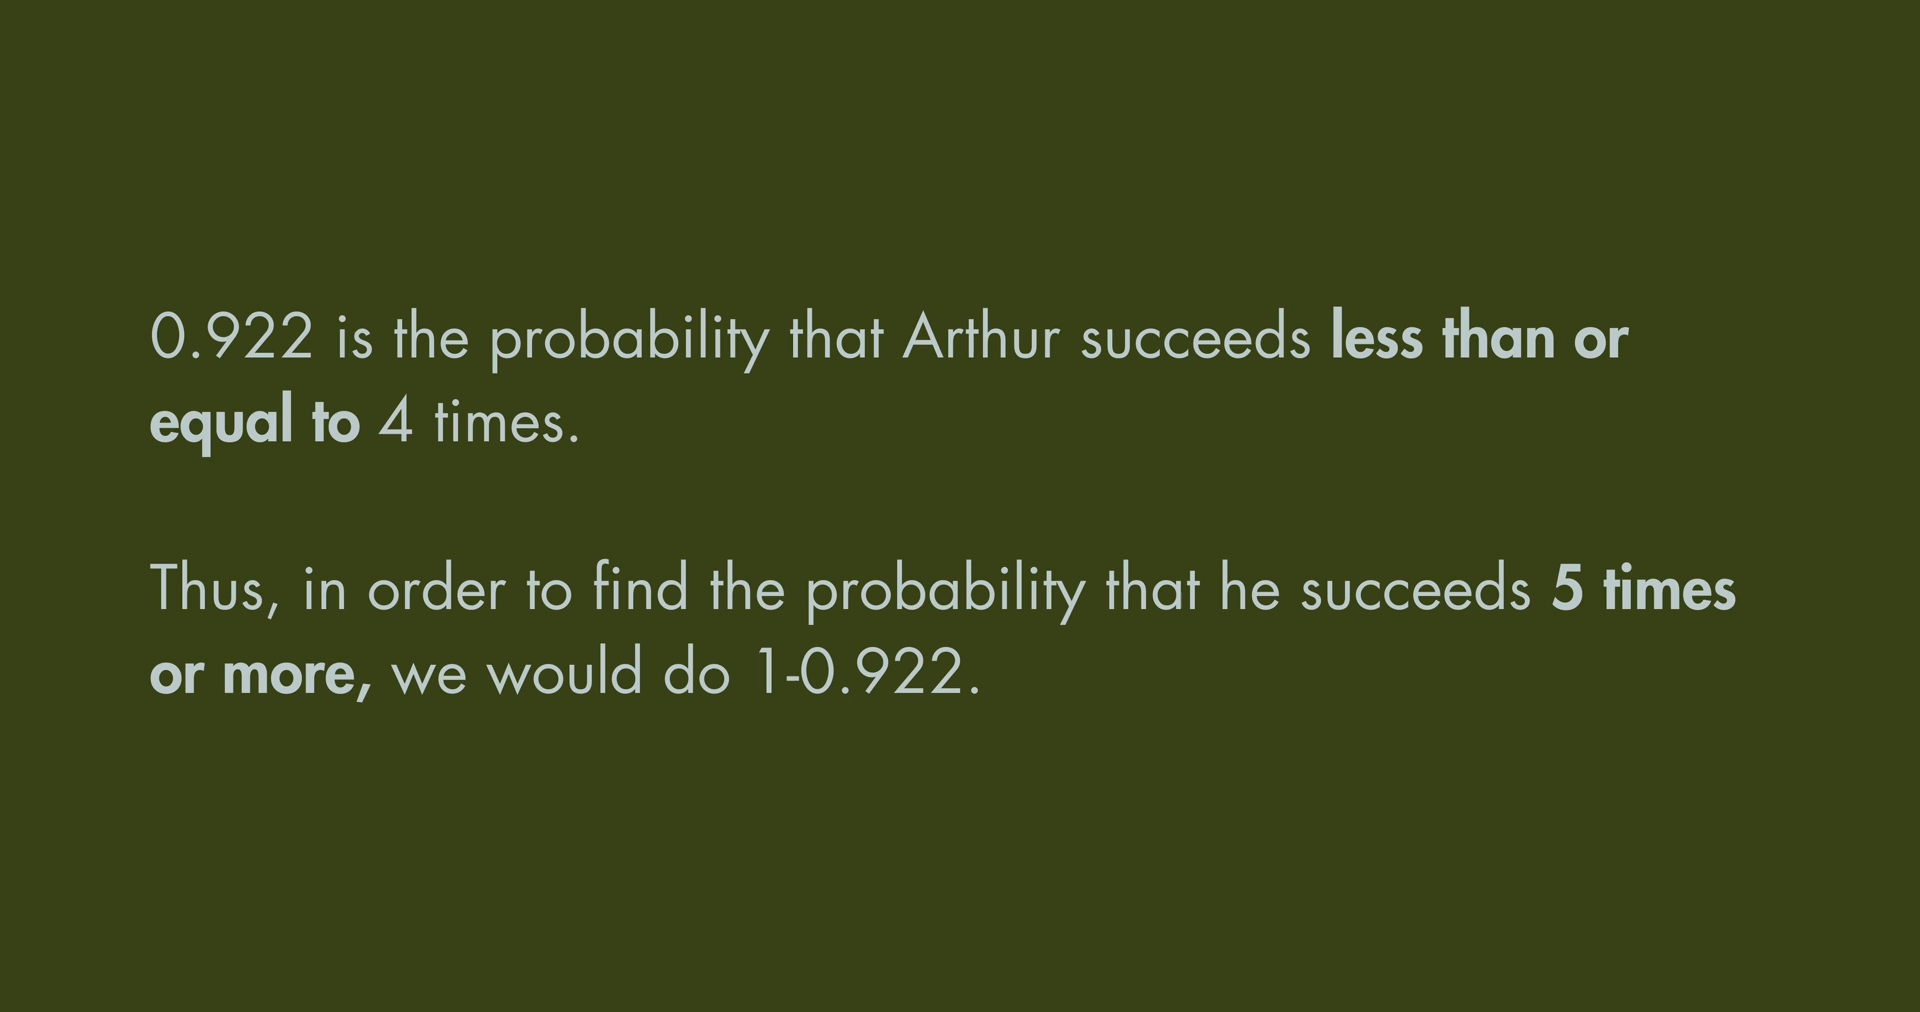 0.922 is the probability that Arthur succeeds less than or
equal to 4 times.
Thus, in order to find the probability that he succeeds 5 times
or more, we would do 1-0.922.